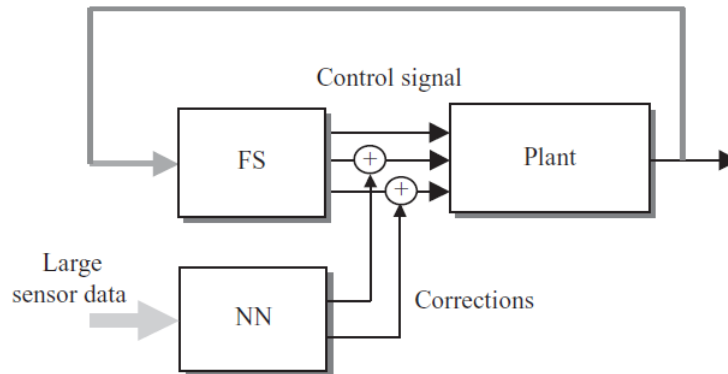 Control signal
FS
+
+
Plant
Large
sensor data
NN
Corrections